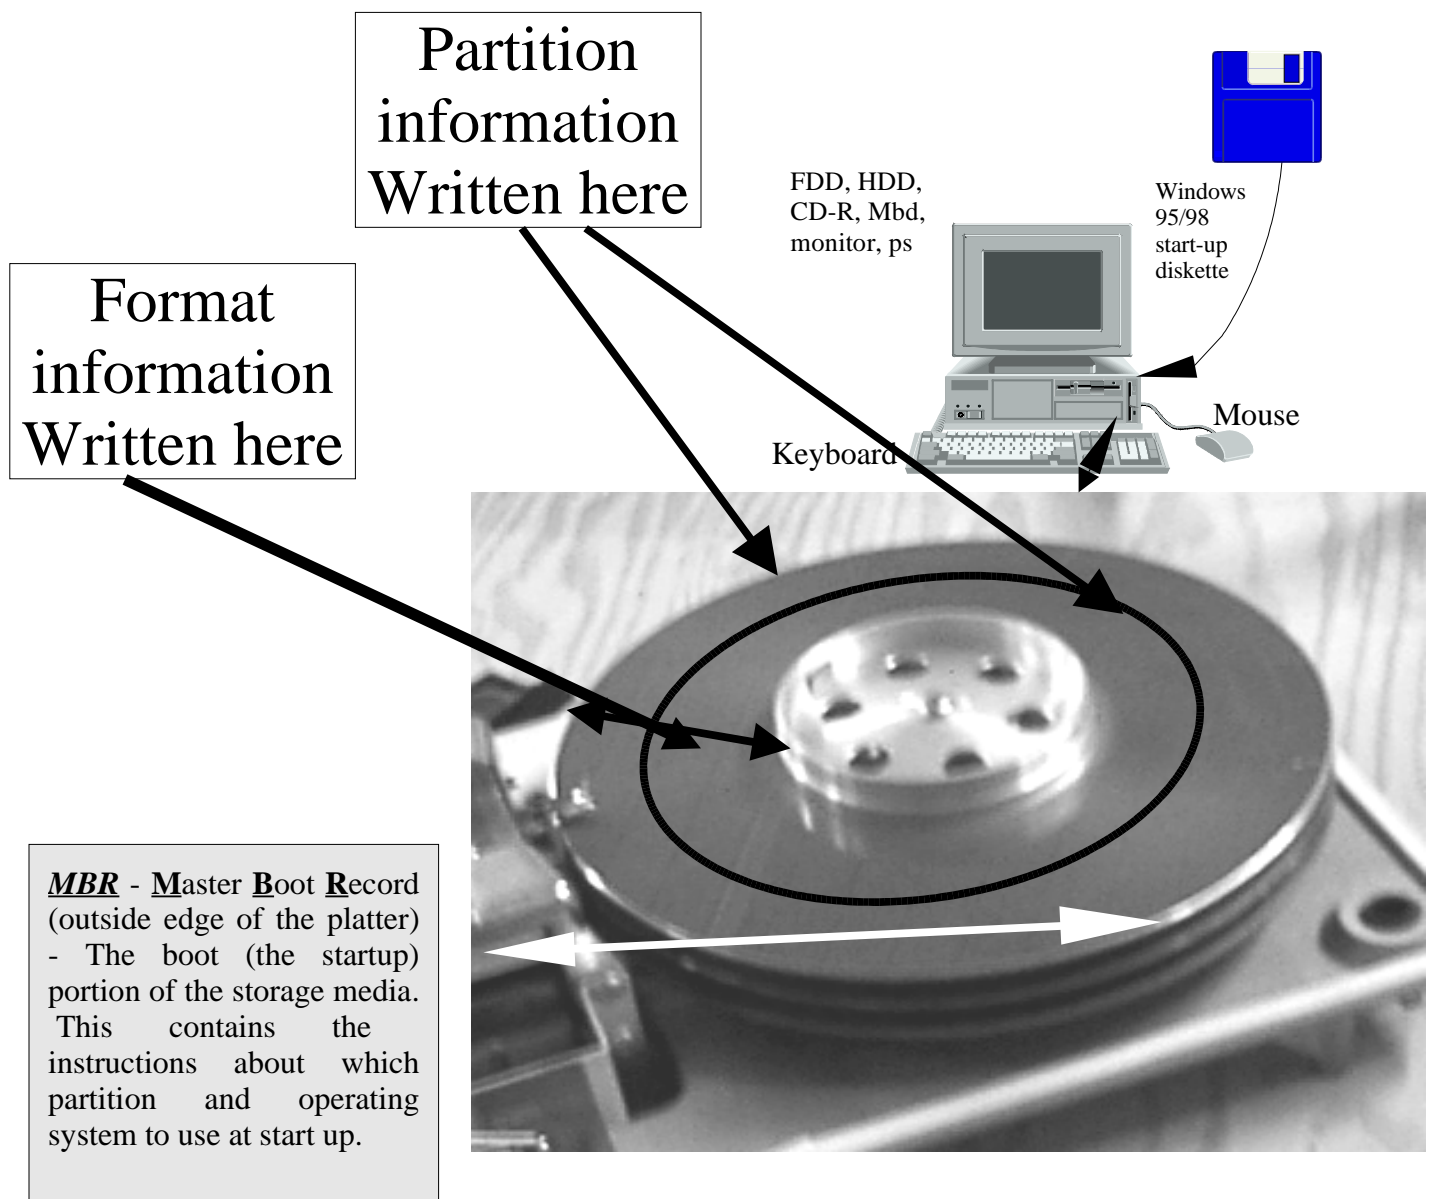 Partition
information
Written here
FDD, HDD,
CD-R, Mbd,
monitor, ps
Windows
95/98
start-up
diskette
Format
information
Written here
Mouse
Keyboard
MBR - Master Boot Record
(outside edge of the platter)
- The boot (the startup)
portion of the storage media.
This contains the
instructions about which
partition and operating
system to use at start up.